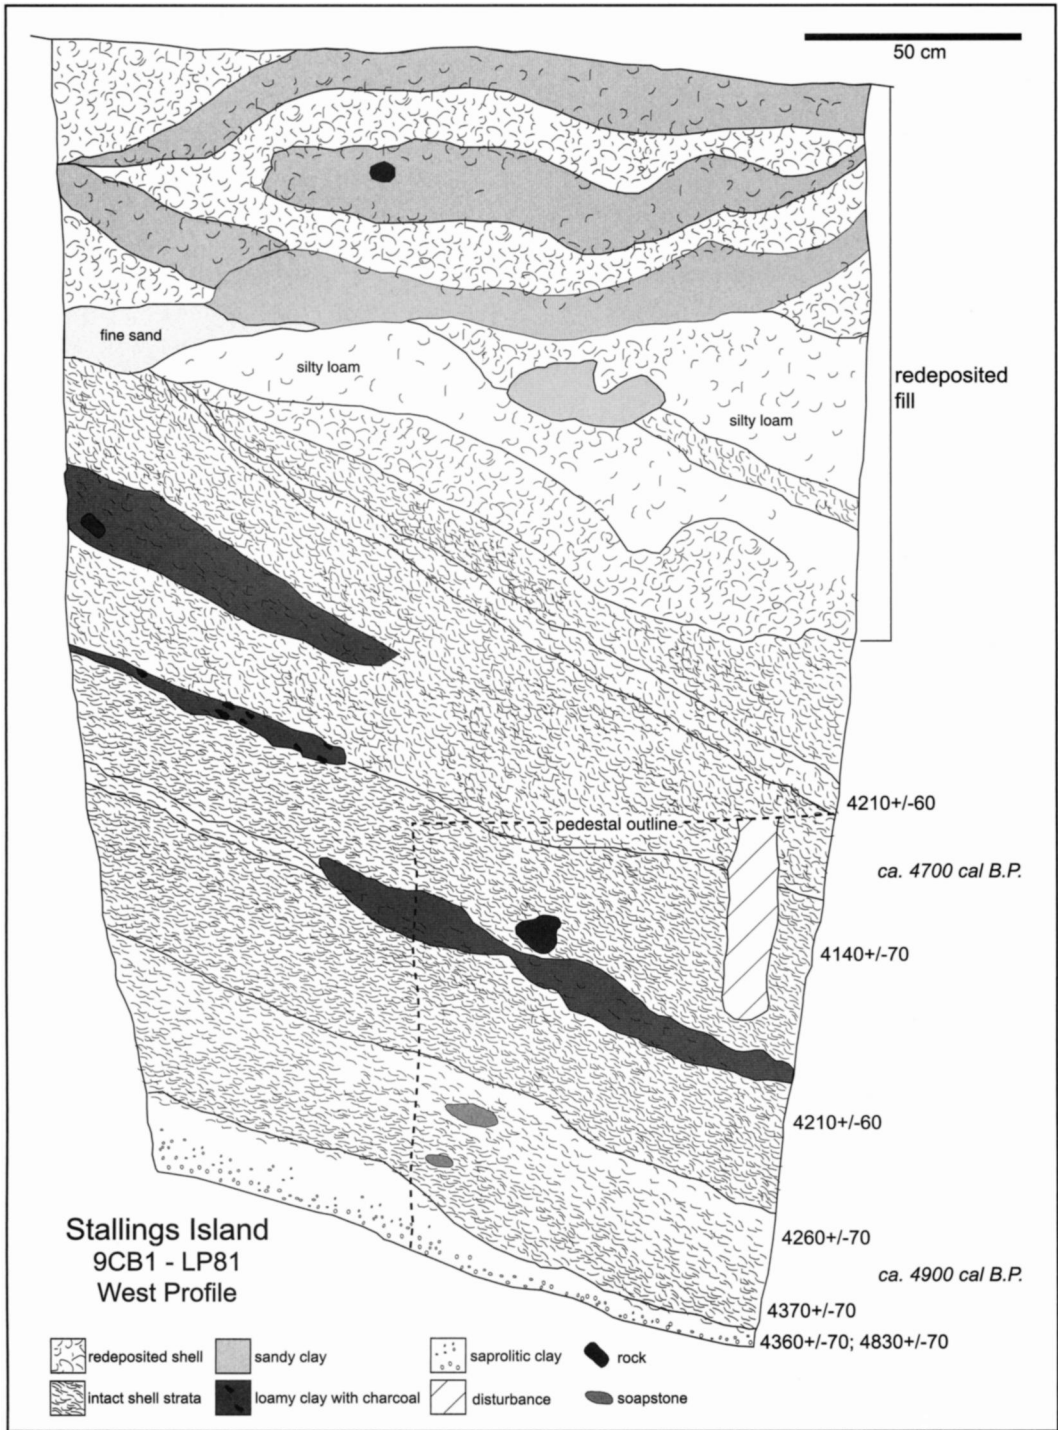 50 cm
fine sand
silty loam
silty loam
redeposited
fill
4210+/-60
pedestal outline
ca. 4700 cal B.P.
4140+/-70
4210+/-60
4260+/-70
ca. 4900 cal B.P.
4370+/-70
4360+/-70; 4830+/-70
Stallings Island
9CB1 - LP81
West Profile
redeposited shell
sandy clay
saprolitic clay
rock
intact shell strata
loamy clay with charcoal
disturbance
soapstone